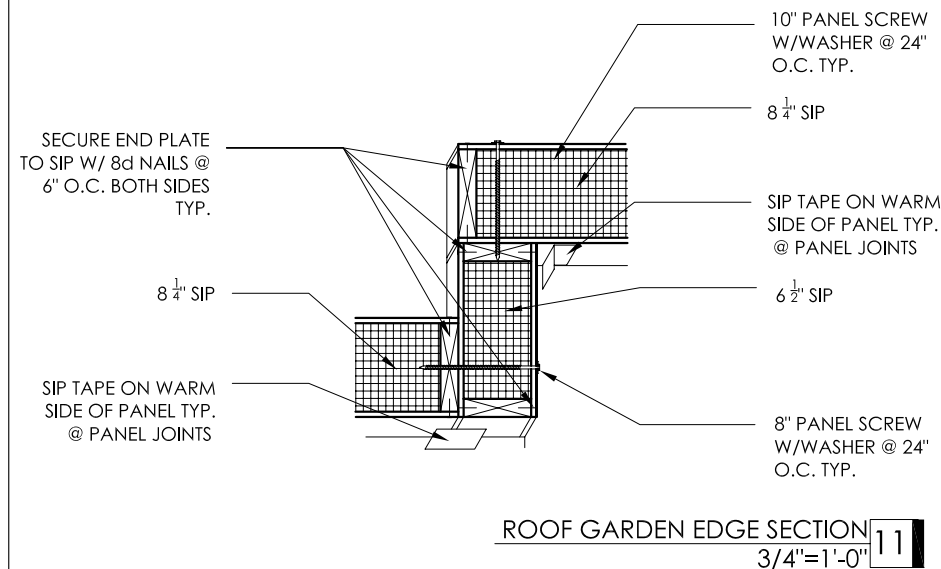 10" PANEL SCREW
W/WASHER @ 24"
O.C. TYP.
8 1/4" SIP
SECURE END PLATE
TO SIP W/ 8d NAILS @
6" O.C. BOTH SIDES
TYP.
SIP TAPE ON WARM
SIDE OF PANEL TYP.
@ PANEL JOINTS
8 1/4" SIP
6 1/2" SIP
SIP TAPE ON WARM
SIDE OF PANEL TYP.
@ PANEL JOINTS
8" PANEL SCREW
W/WASHER @ 24"
O.C. TYP.
ROOF GARDEN EDGE SECTION 11
3/4"=1'-0"